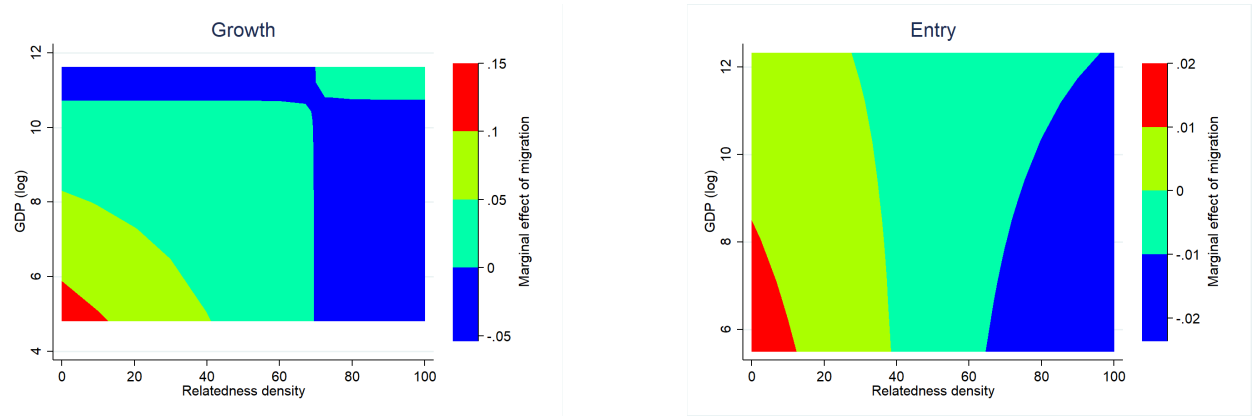 Growth
12
10
8
6
4
GDP (log)
0 20 40 60 80 100
Relatedness density
.15
.1
.05
0
-.05
Marginal effect of migration
Entry
12
10
8
6
GDP (log)
0 20 40 60 80 100
Relatedness density
.02
.01
0
-.01
-.02
Marginal effect of migration